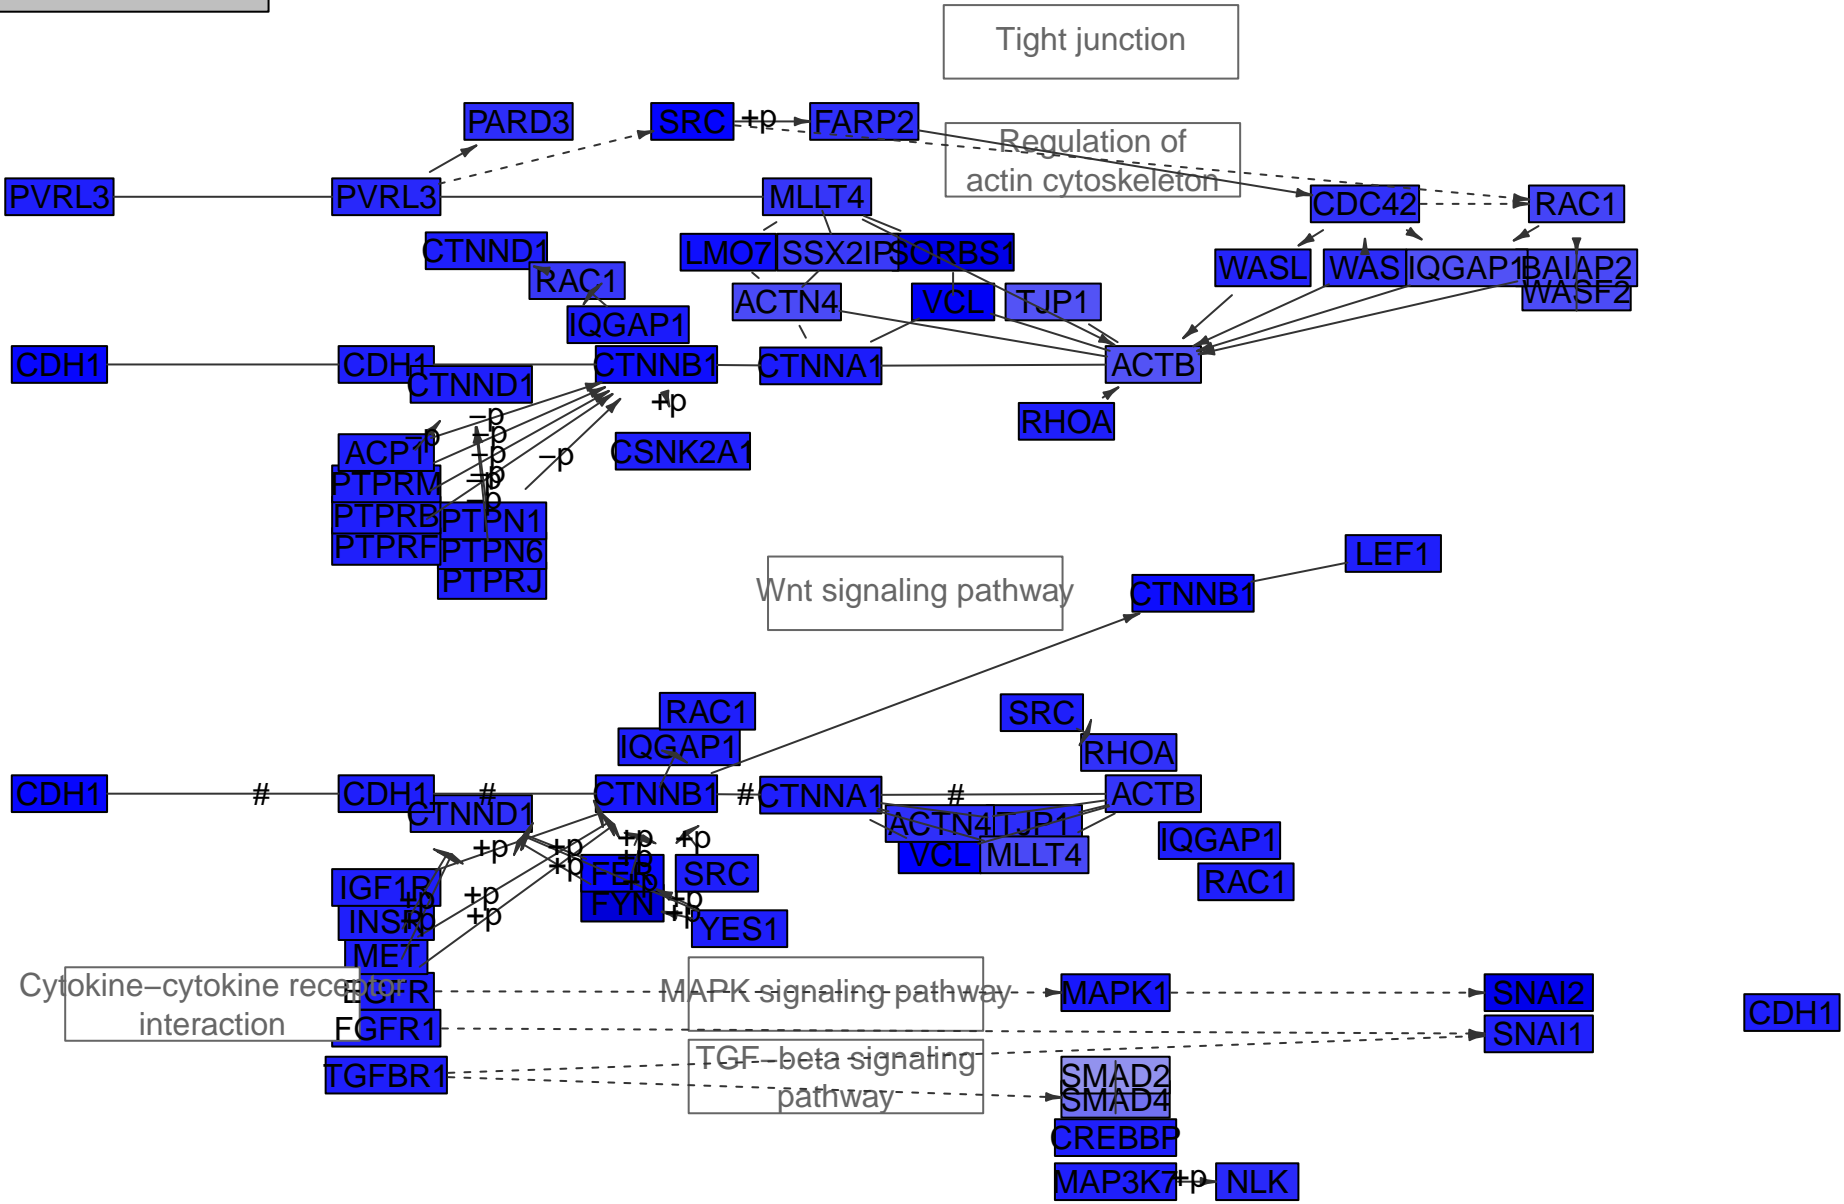 Tight junction
PARD3
SRC
+p
FARP2
Regulation of
actin cytoskeleton
PVRL3
PVRL3
MLLT4
CDC42
RAC1
CTNND1
LMO7
SSX2IP
SORBS1
WASL
WAS
IQGAP1
BAIAP2
RAC1
ACTN4
VCL
TJP1
WASF2
IQGAP1
CDH1
CDH1
CTNNB1
CTNNA1
ACTB
CTNND1
+p
–p
RHOA
–p
–p
ACP1
–p
–p
CSNK2A1
–p
PTPRM
–p
–p
PTPRB
PTPN1
PTPRF
PTPN6
LEF1
PTPRJ
Wnt signaling pathway
CTNNB1
RAC1
SRC
IQGAP1
RHOA
CDH1
#
CDH1
#
CTNNB1
#
CTNNA1
#
ACTB
CTNND1
ACTN4
TJP1
+p
+p
+p
+p
IQGAP1
+p
+p
VCL
MLLT4
FER
SRC
+p
IGF1R
+p
+p
+p
RAC1
FYN
+p
INSR
+p
+p
YES1
MET
Cytokine–cytokine receptor
interaction
EGFR
MAPK signaling pathway
MAPK1
SNAI2
CDH1
FGFR1
SNAI1
TGF–beta signaling
pathway
TGFBR1
SMAD2
SMAD4
CREBBP
MAP3K7
+p
NLK